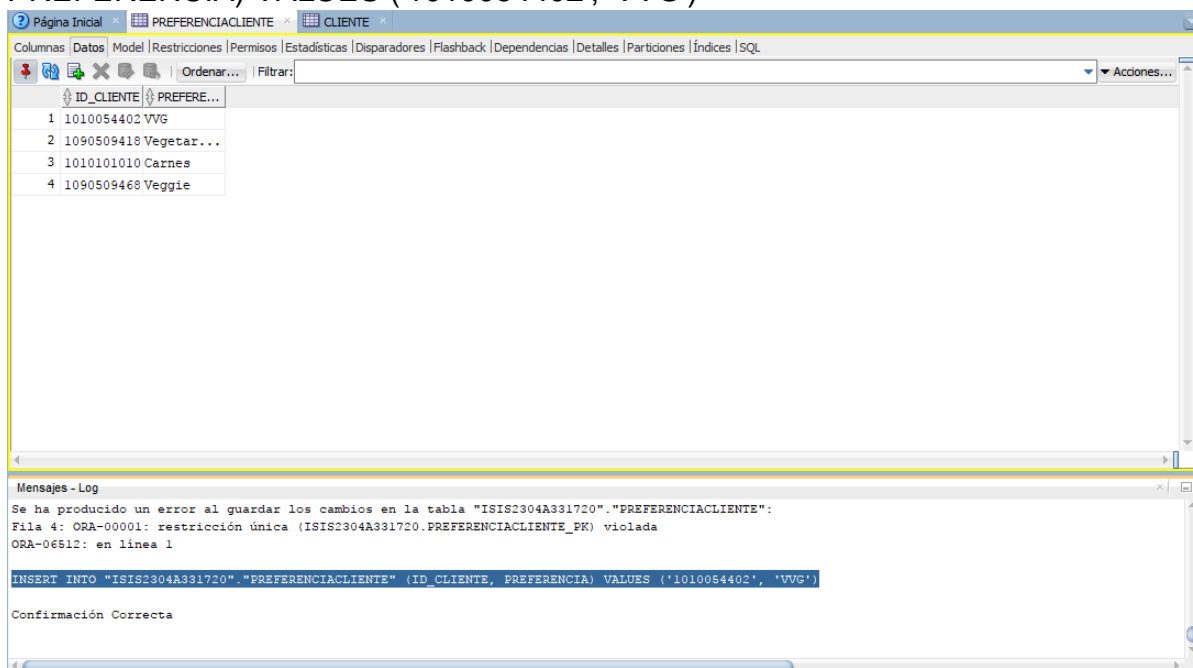 PREFERENCIA) VALUES ('1010054402', 'VVG')
Página Inicial PREFERENCIACLIENTE CLIENTE
Columnas Datos Model Restricciones Permisos Estadísticas Disparadores Flashback Dependencias Detalles Particiones Índices SQL
Ordenar... Filtrar: Acciones...
ID_CLIENTE PREFERE...
1 1010054402 VVG
2 1090509418 Vegetar...
3 1010101010 Carnes
4 1090509468 Veggie
Mensajes - Log
Se ha producido un error al guardar los cambios en la tabla "ISIS2304A331720"."PREFERENCIACLIENTE":
Fila 4: ORA-00001: restricción única (ISIS2304A331720.PREFERENCIACLIENTE_PK) violada
ORA-06512: en línea 1
INSERT INTO "ISIS2304A331720"."PREFERENCIACLIENTE" (ID_CLIENTE, PREFERENCIA) VALUES ('1010054402', 'VVG')
Confirmación Correcta